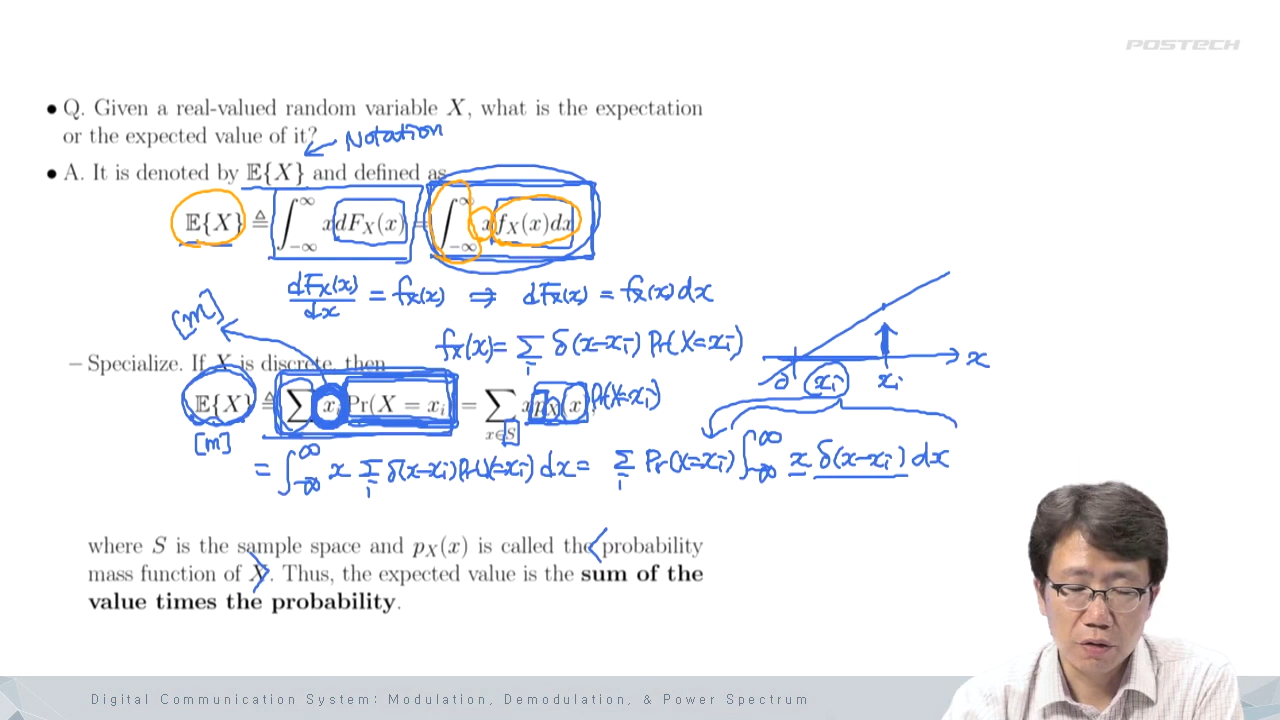 POSTECH
• Q. Given a real-valued random variable X, what is the expectation
or the expected value of it?
Notation
• A. It is denoted by 𝔼{X} and defined as
𝔼{X} ≜ ∫_{-∞}^{∞} x dF_X(x) = ∫_{-∞}^{∞} x f_X(x)dx
dF_X(x)/dx = f_X(x) ⇒ dF_X(x) = f_X(x)dx
[m]
f_X(x) = Σ_i δ(x-x_i) Pr(X=x_i)
x
0 (x_i) x_i
– Specialize. If X is discrete, then
𝔼{X} ≜ Σ x_i Pr(X = x_i) = Σ_{x∈S} x p_X(x). Pr(X=x_i)
[m]
= ∫_{-∞}^{∞} x Σ_i δ(x-x_i) Pr(X=x_i) dx = Σ_i Pr(X=x_i) ∫_{-∞}^{∞} x δ(x-x_i) dx
where S is the sample space and p_X(x) is called the probability
mass function of X. Thus, the expected value is the sum of the
value times the probability.
Digital Communication System: Modulation, Demodulation, & Power Spectrum